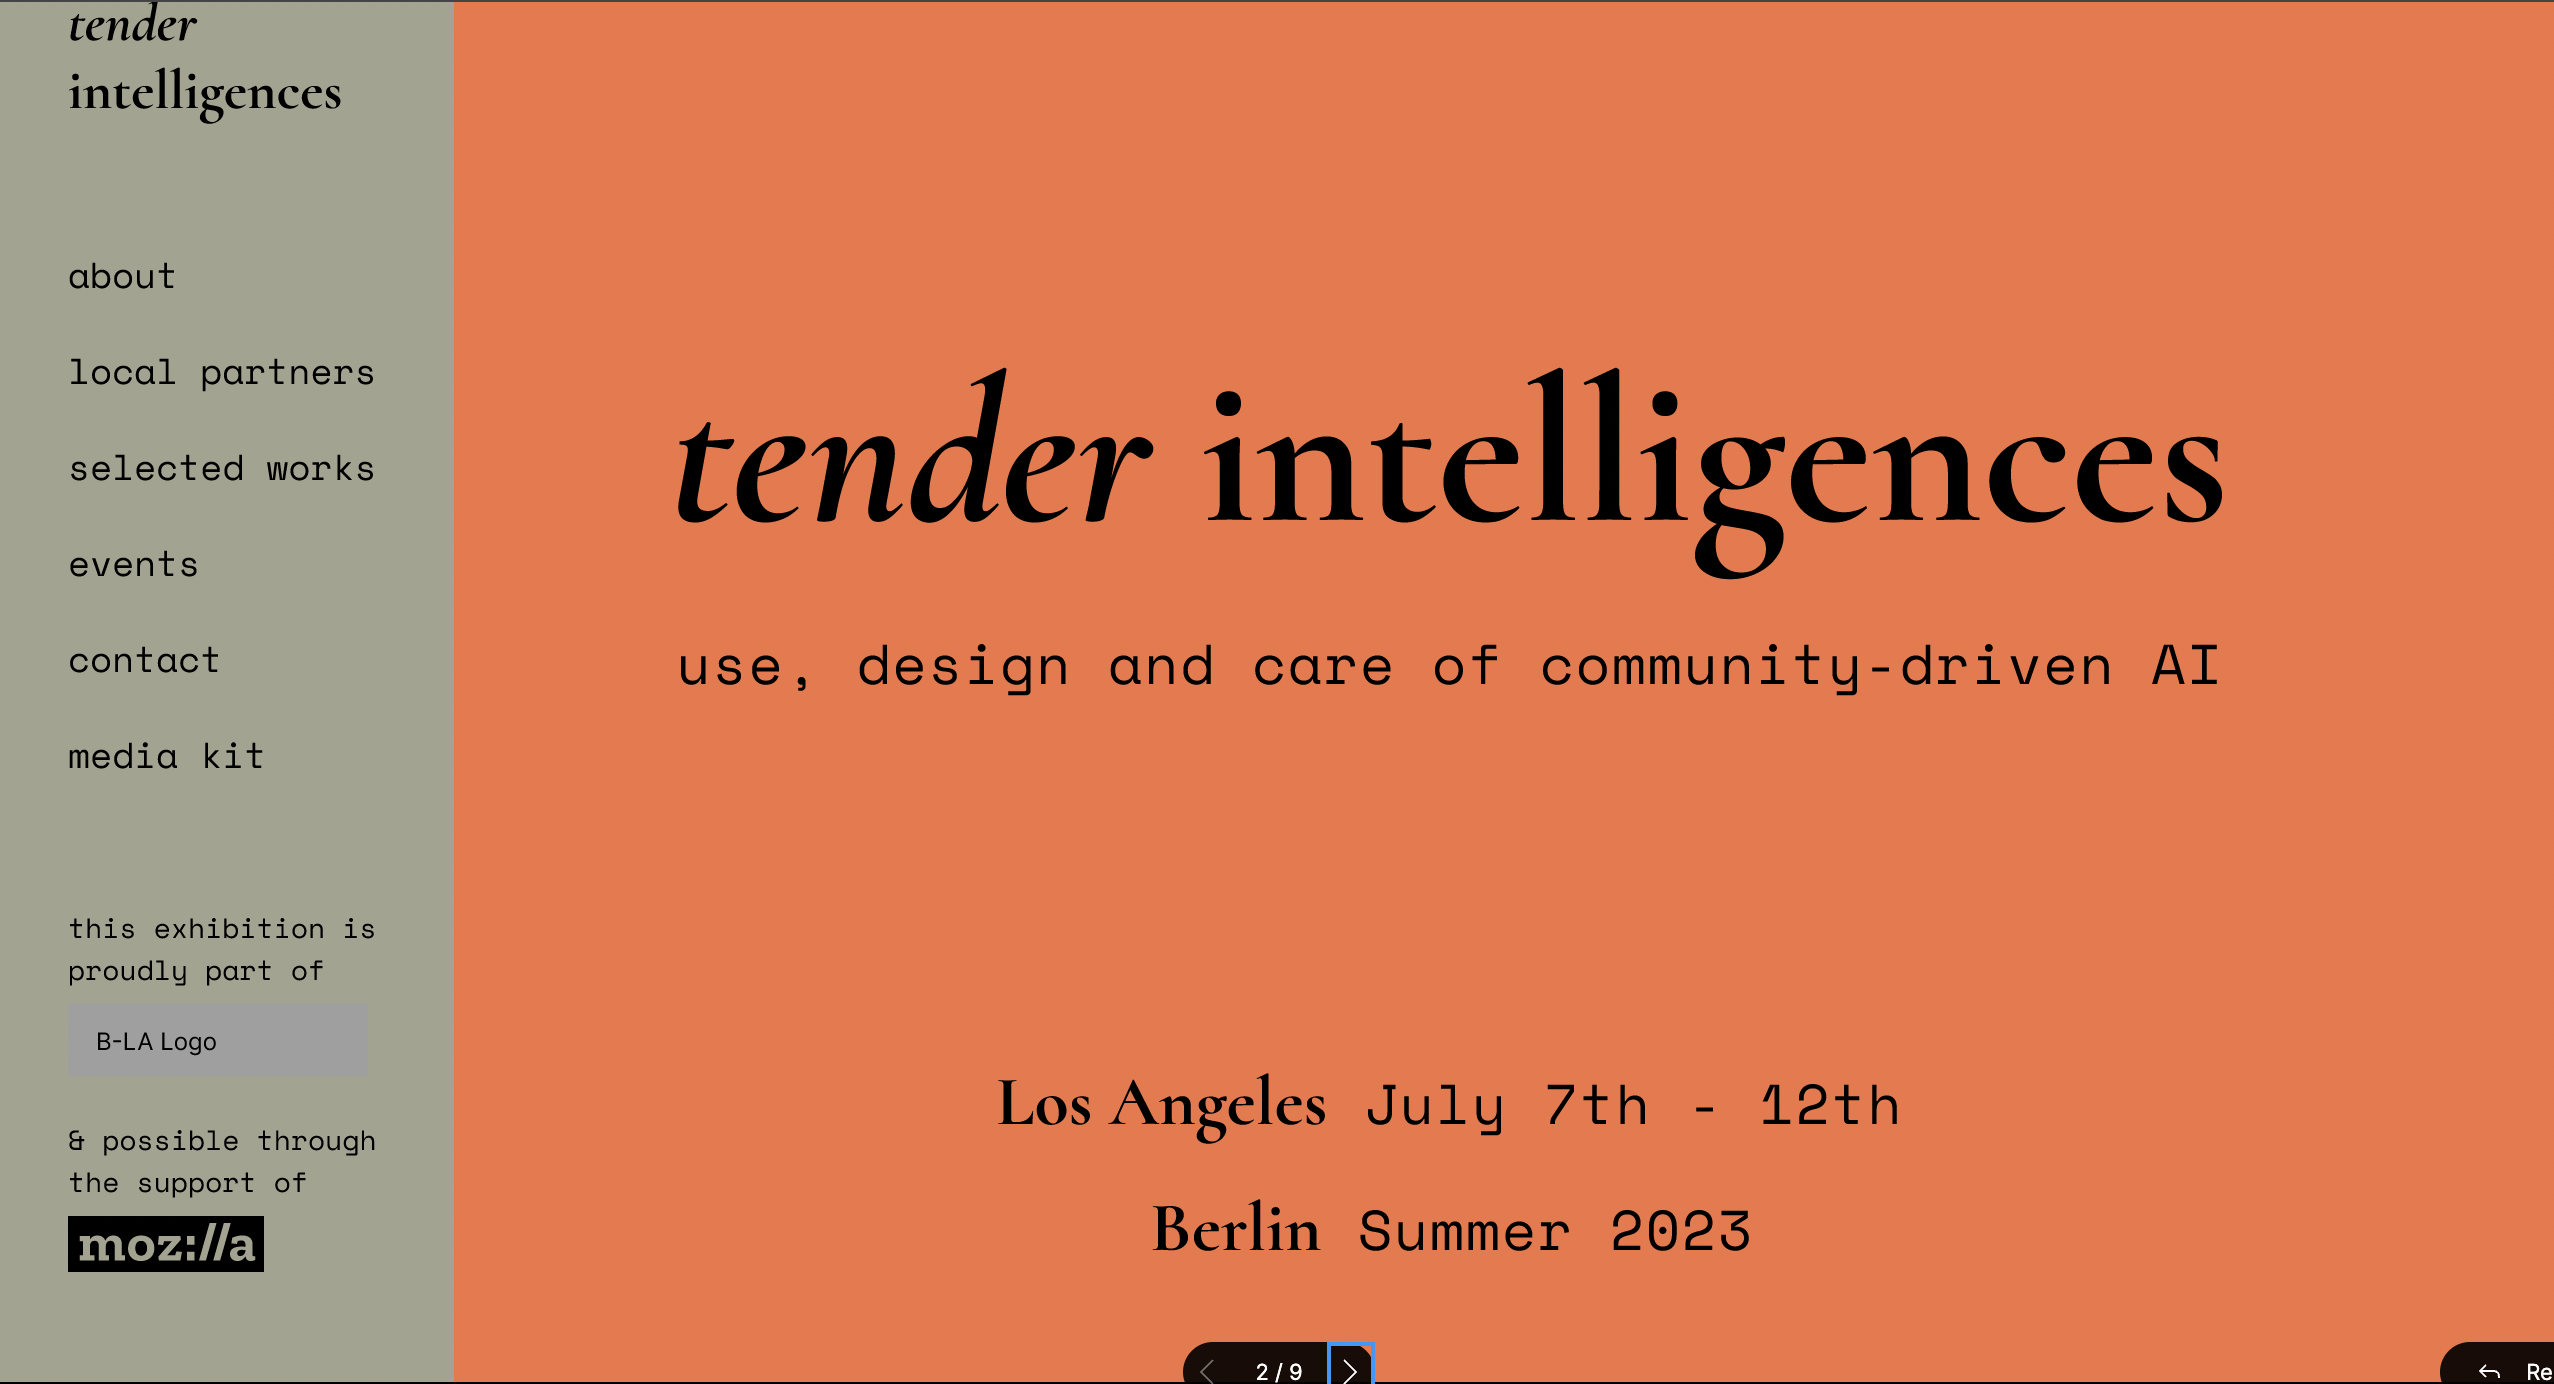 tender
intelligences
about
local partners
selected works
events
contact
media kit
this exhibition is
proudly part of
B-LA Logo
& possible through
the support of
moz://a
tender intelligences
use, design and care of community-driven AI
Los Angeles July 7th - 12th
Berlin Summer 2023
2 / 9
Re